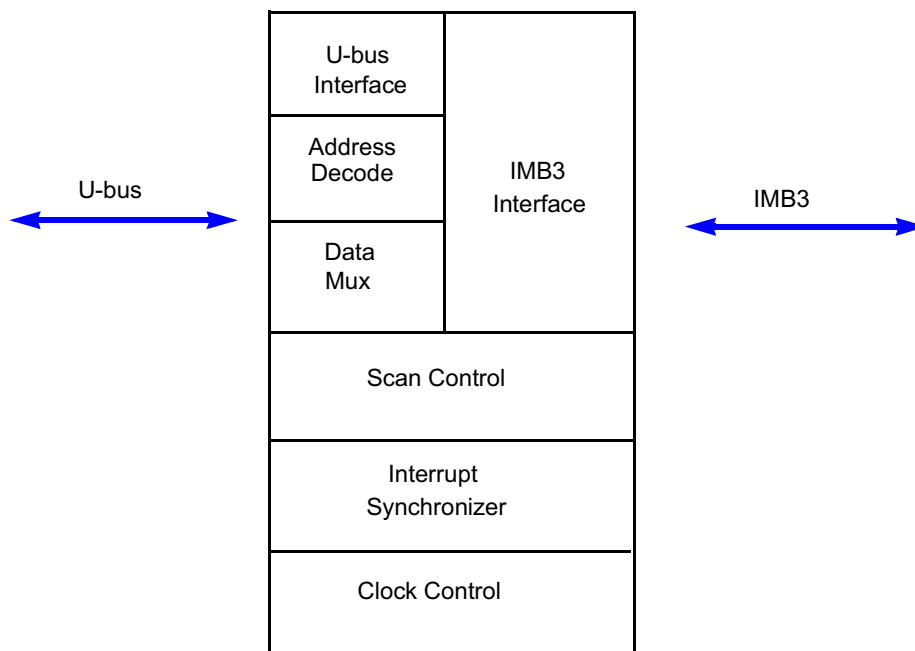 U-bus
Interface
Address
Decode
Data
Mux
IMB3
Interface
U-bus
IMB3
Scan Control
Interrupt
Synchronizer
Clock Control